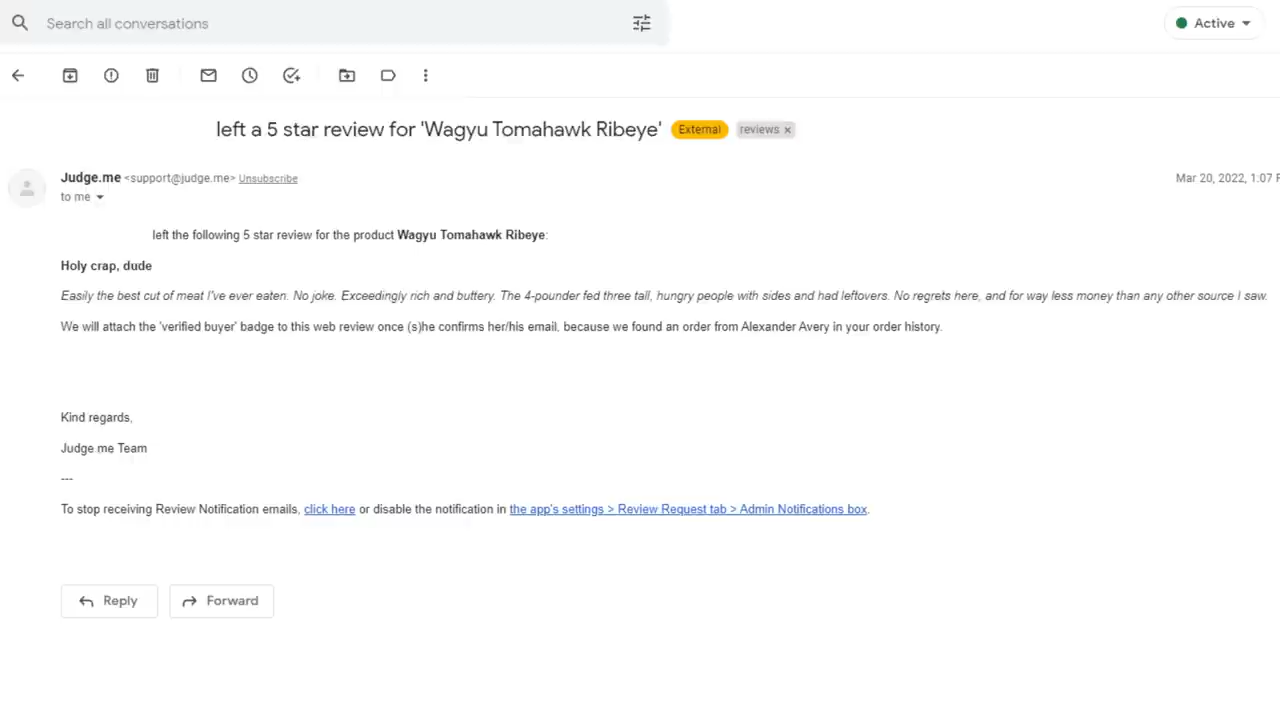 Search all conversations
Active
left a 5 star review for 'Wagyu Tomahawk Ribeye' External reviews x
Judge.me <support@judge.me> Unsubscribe
Mar 20, 2022, 1:07
to me
left the following 5 star review for the product Wagyu Tomahawk Ribeye:
Holy crap, dude
Easily the best cut of meat I've ever eaten. No joke. Exceedingly rich and buttery. The 4-pounder fed three tall, hungry people with sides and had leftovers. No regrets here, and for way less money than any other source I saw.
We will attach the 'verified buyer' badge to this web review once (s)he confirms her/his email, because we found an order from Alexander Avery in your order history.
Kind regards,
Judge.me Team
---
To stop receiving Review Notification emails, click here or disable the notification in the app's settings > Review Request tab > Admin Notifications box.
Reply
Forward